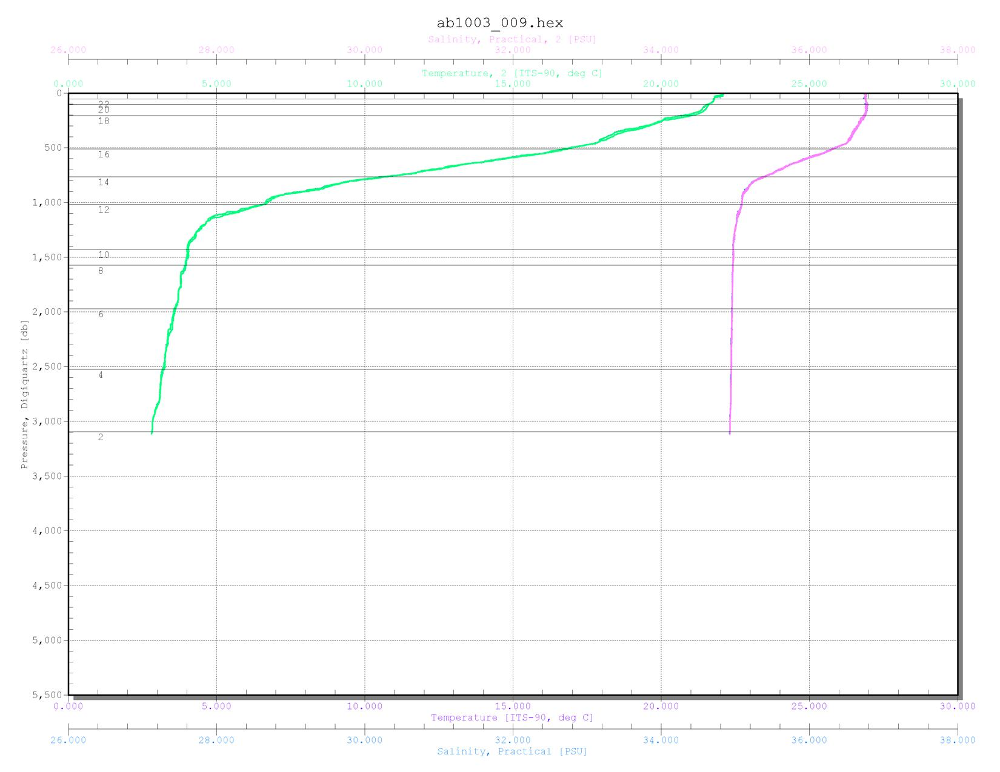 ab1003_009.hex
Salinity, Practical, 2 [PSU]
26.000 28.000 30.000 32.000 34.000 36.000 38.000
Temperature, 2 [ITS-90, deg C]
0.000 5.000 10.000 15.000 20.000 25.000 30.000
0
22
20
18
500
16
14
1,000
12
10
1,500
8
2,000
6
2,500
4
3,000
2
3,500
4,000
4,500
5,000
5,500
Pressure, Digiquartz [db]
0.000 5.000 10.000 15.000 20.000 25.000 30.000
Temperature [ITS-90, deg C]
26.000 28.000 30.000 32.000 34.000 36.000 38.000
Salinity, Practical [PSU]